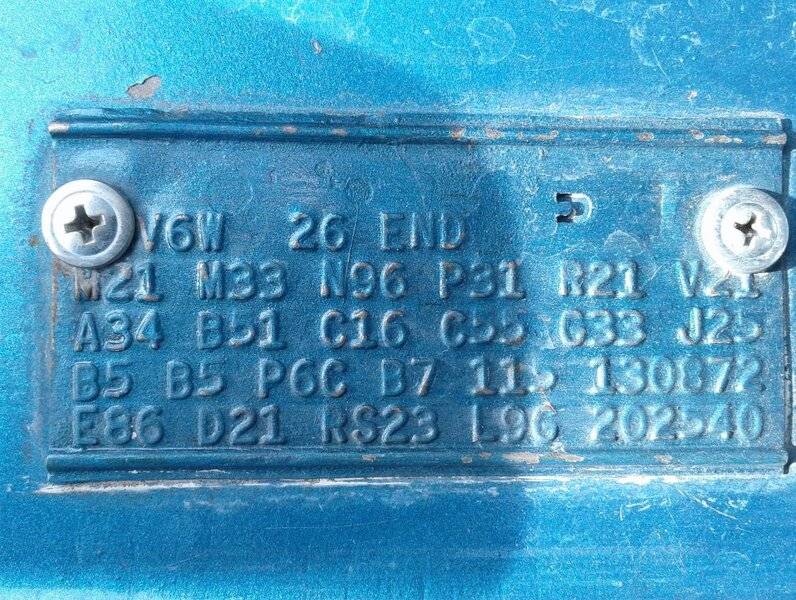 V6W 26 END
M21 M33 N96 P31 R21 V21
A34 B51 C16 C55 G33 J25
B5 B5 P6C B7 115 130872
E86 D21 RS23 L9G 202540